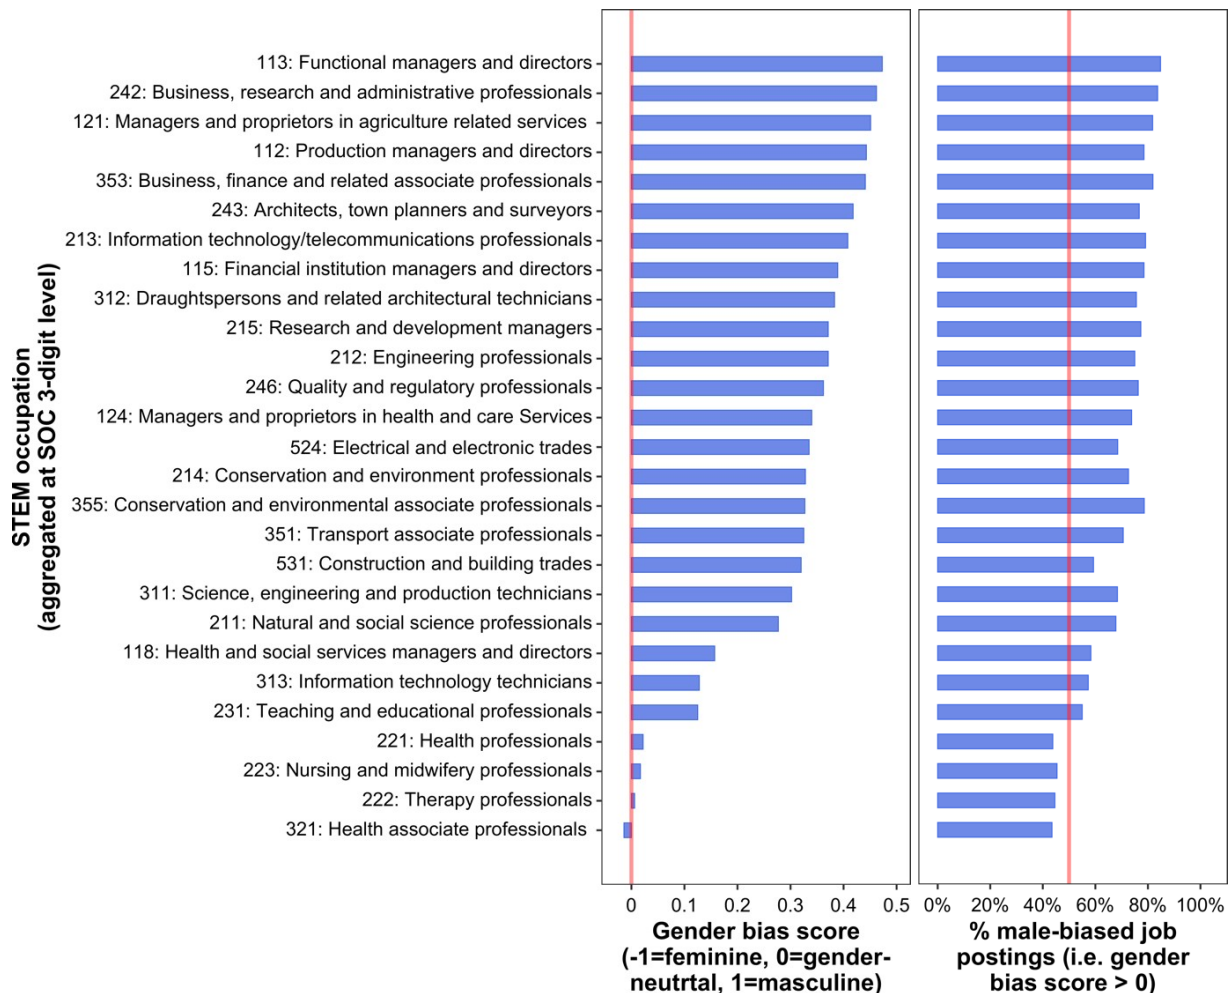 STEM occupation
(aggregated at SOC 3-digit level)
113: Functional managers and directors
242: Business, research and administrative professionals
121: Managers and proprietors in agriculture related services
112: Production managers and directors
353: Business, finance and related associate professionals
243: Architects, town planners and surveyors
213: Information technology/telecommunications professionals
115: Financial institution managers and directors
312: Draughtspersons and related architectural technicians
215: Research and development managers
212: Engineering professionals
246: Quality and regulatory professionals
124: Managers and proprietors in health and care Services
524: Electrical and electronic trades
214: Conservation and environment professionals
355: Conservation and environmental associate professionals
351: Transport associate professionals
531: Construction and building trades
311: Science, engineering and production technicians
211: Natural and social science professionals
118: Health and social services managers and directors
313: Information technology technicians
231: Teaching and educational professionals
221: Health professionals
223: Nursing and midwifery professionals
222: Therapy professionals
321: Health associate professionals
0 0.1 0.2 0.3 0.4 0.5
Gender bias score
(-1=feminine, 0=gender-
neutrtal, 1=masculine)
0% 20% 40% 60% 80% 100%
% male-biased job
postings (i.e. gender
bias score > 0)